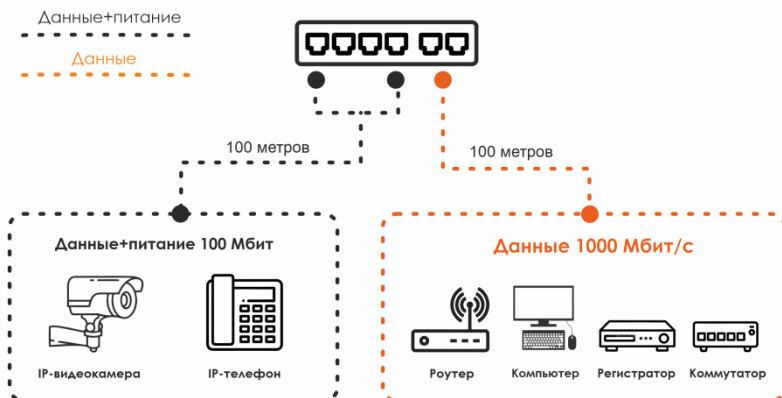 Данные+питание
Данные
100 метров
100 метров
Данные+питание 100 Мбит
Данные 1000 Мбит/с
IP-видеокамера
IP-телефон
Роутер
Компьютер
Регистратор
Коммутатор